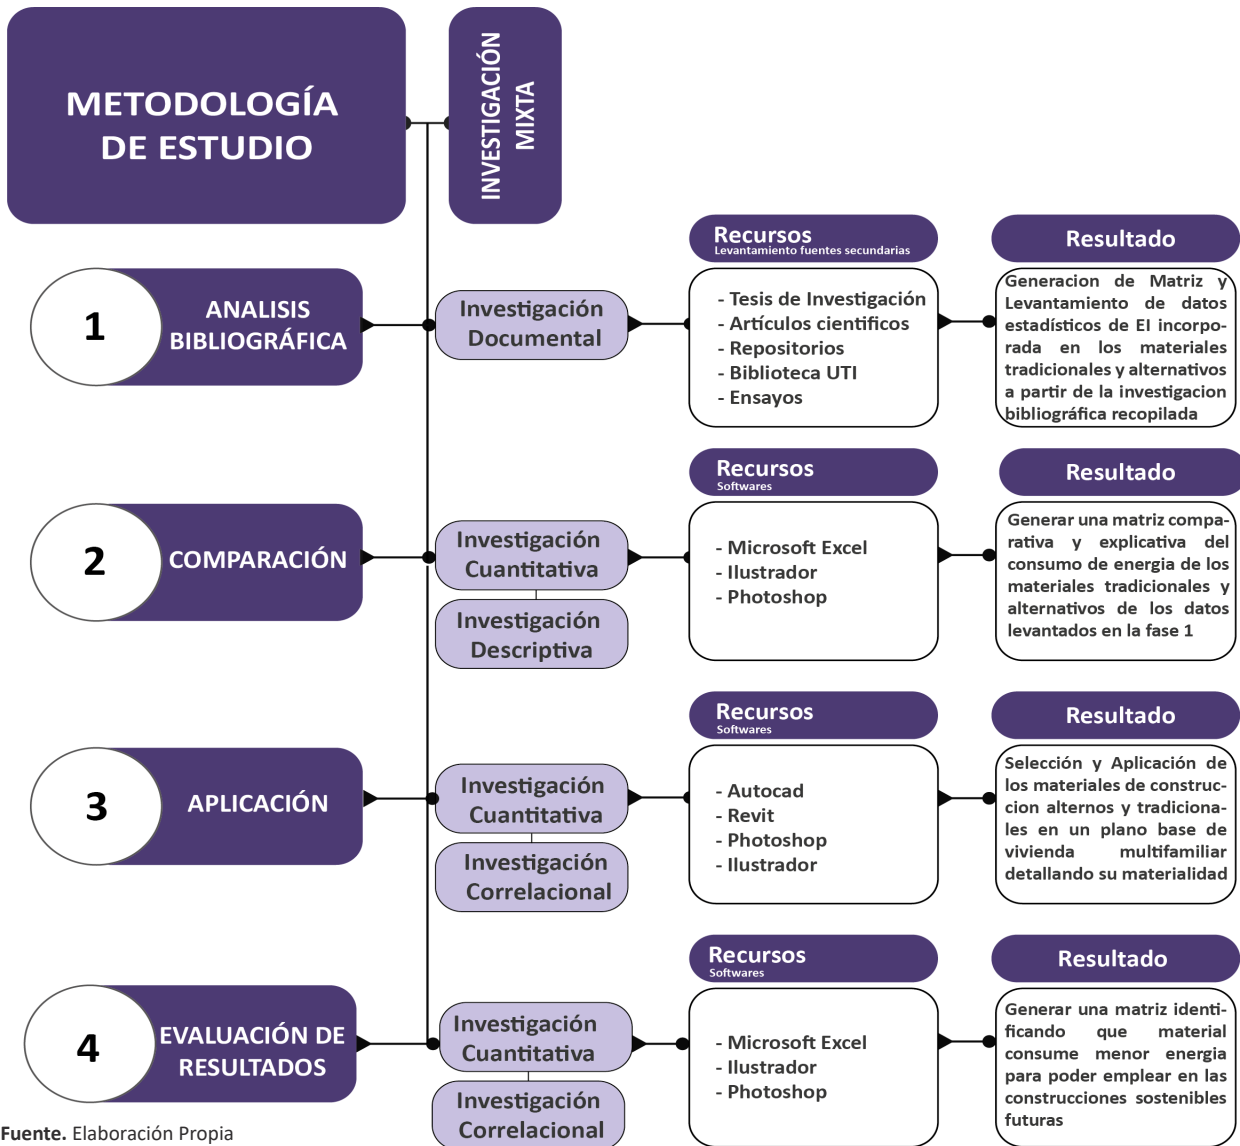 METODOLOGÍA
DE ESTUDIO
INVESTIGACIÓN
MIXTA
1
ANALISIS
BIBLIOGRÁFICA
Investigación
Documental
Recursos
Levantamiento fuentes secundarias
- Tesis de Investigación
- Artículos cientificos
- Repositorios
- Biblioteca UTI
- Ensayos
Resultado
Generacion de Matriz y
Levantamiento de datos
estadísticos de EI incorpo-
rada en los materiales
tradicionales y alternativos
a partir de la investigacion
bibliográfica recopilada
2
COMPARACIÓN
Investigación
Cuantitativa
Investigación
Descriptiva
Recursos
Softwares
- Microsoft Excel
- Ilustrador
- Photoshop
Resultado
Generar una matriz compa-
rativa y explicativa del
consumo de energia de los
materiales tradicionales y
alternativos de los datos
levantados en la fase 1
3
APLICACIÓN
Investigación
Cuantitativa
Investigación
Correlacional
Recursos
Softwares
- Autocad
- Revit
- Photoshop
- Ilustrador
Resultado
Selección y Aplicación de
los materiales de construc-
cion alternos y tradiciona-
les en un plano base de
vivienda multifamiliar
detallando su materialidad
4
EVALUACIÓN DE
RESULTADOS
Investigación
Cuantitativa
Investigación
Correlacional
Recursos
Softwares
- Microsoft Excel
- Ilustrador
- Photoshop
Resultado
Generar una matriz identi-
ficando que material
consume menor energia
para poder emplear en las
construcciones sostenibles
futuras
Fuente. Elaboración Propia